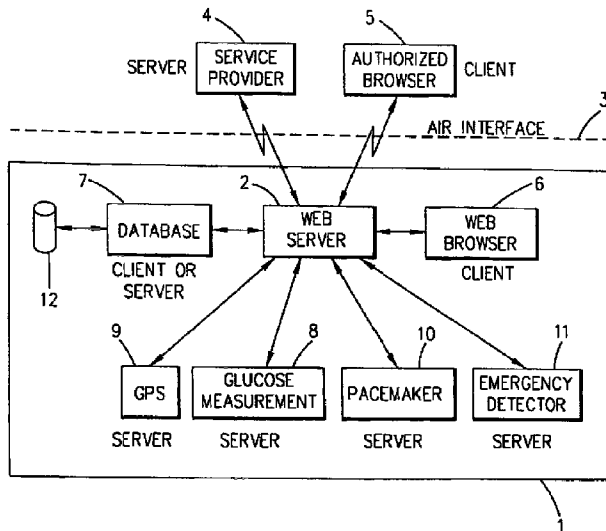 4
5
SERVER
SERVICE
PROVIDER
AUTHORIZED
BROWSER
CLIENT
3
AIR INTERFACE
7
2
6
DATABASE
WEB
SERVER
WEB
BROWSER
CLIENT OR
SERVER
CLIENT
12
9
8
10
11
GPS
GLUCOSE
MEASUREMENT
PACEMAKER
EMERGENCY
DETECTOR
SERVER
SERVER
SERVER
SERVER
1